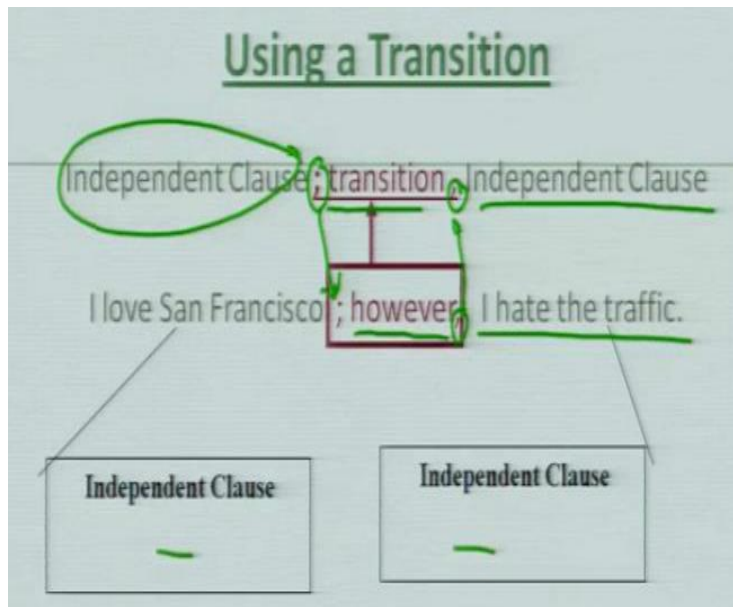 Using a Transition
Independent Clause ; transition , Independent Clause
I love San Francisco ; however, I hate the traffic.
Independent Clause
Independent Clause